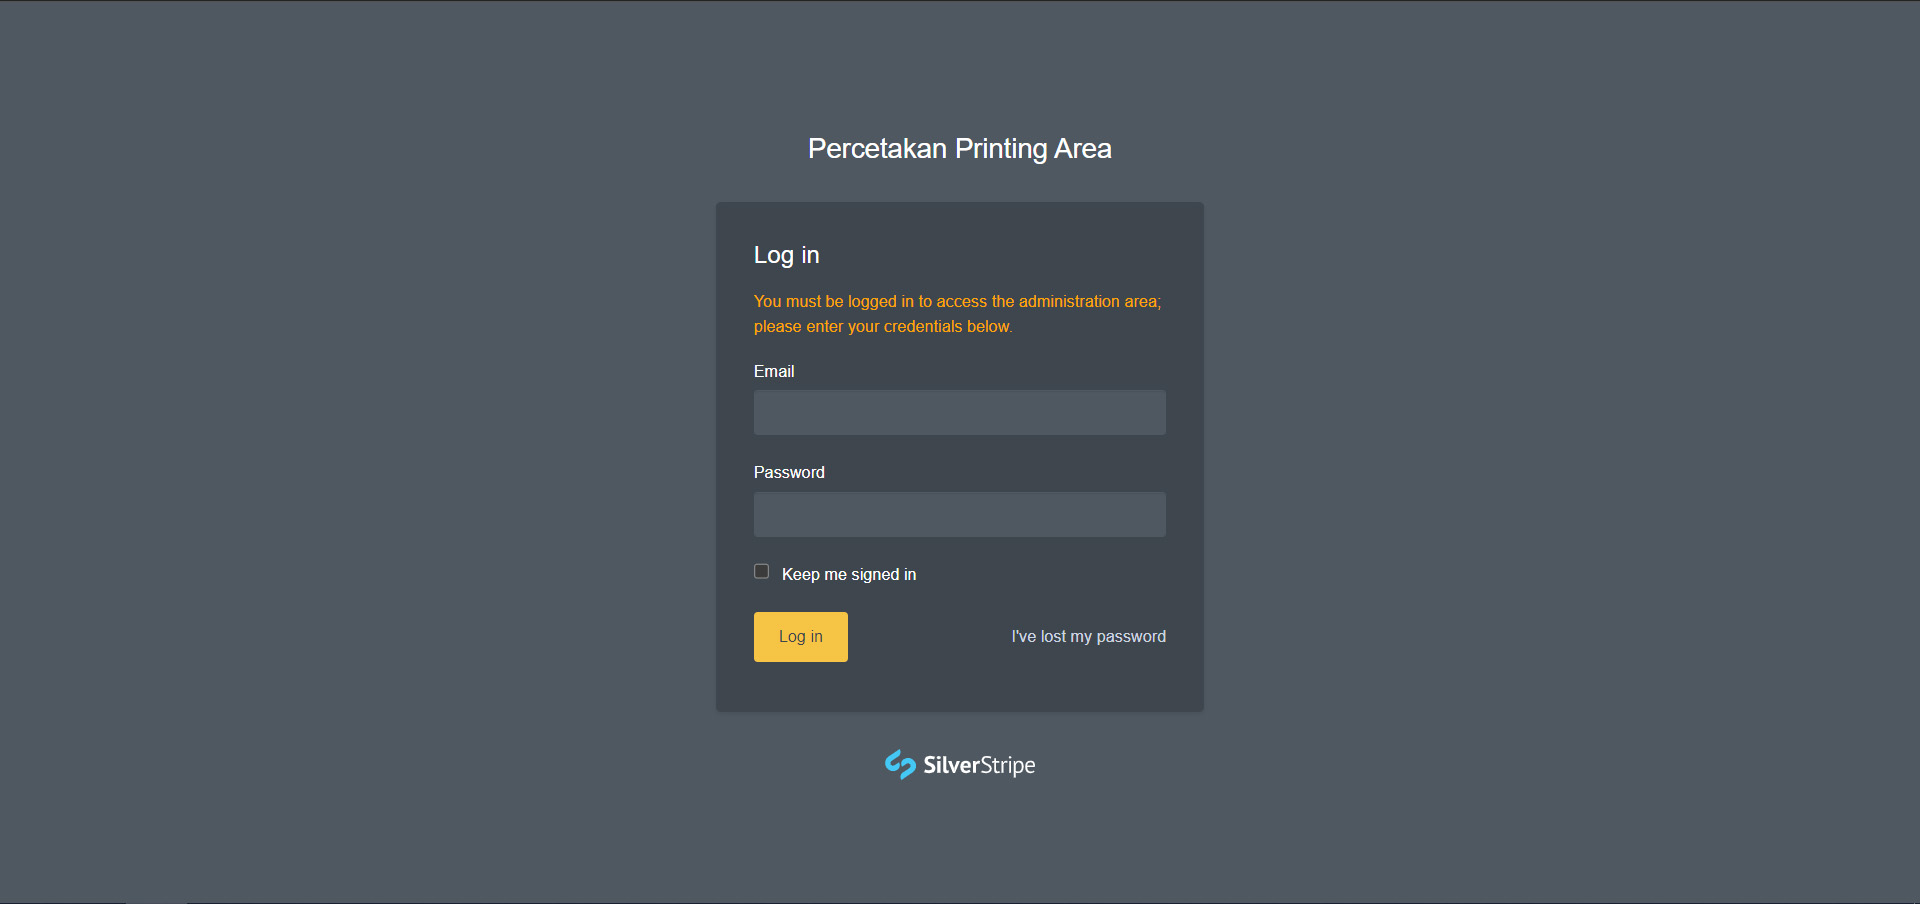 Percetakan Printing Area
Log in
You must be logged in to access the administration area;
please enter your credentials below.
Email
Password
Keep me signed in
Log in
I've lost my password
SilverStripe